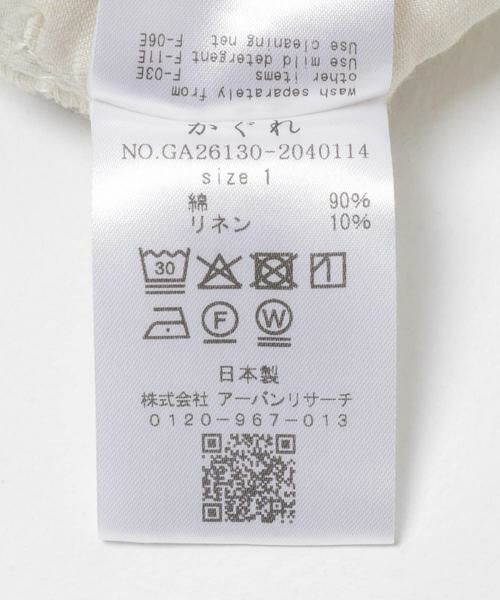 wash separately from
other items F-03E
Use mild detergent F-11E
Use cleaning net F-06E
かぐれ
NO.GA26130-2040114
size 1
綿 90%
リネン 10%
30
F
W
日本製
株式会社 アーバンリサーチ
0120-967-013